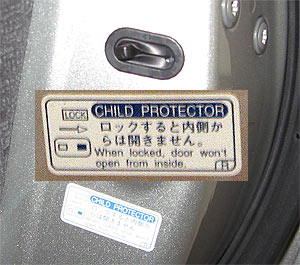 LOCK
CHILD PROTECTOR
ロックすると内側か
らは開きません。
When locked, door won't
open from inside.
CHILD PROTECTOR